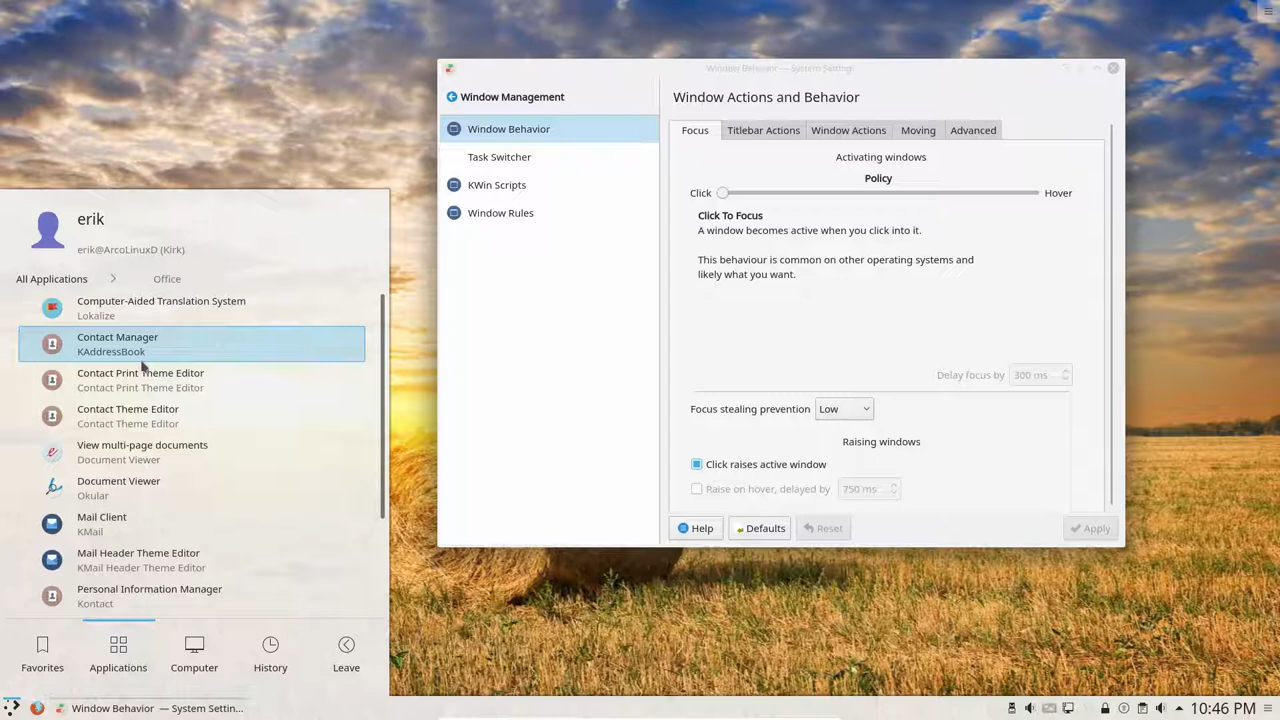 Window Behavior — System Settings
Window Management
Window Behavior
Task Switcher
KWin Scripts
Window Rules
Window Actions and Behavior
Focus
Titlebar Actions
Window Actions
Moving
Advanced
Activating windows
Policy
Click
Hover
Click To Focus
A window becomes active when you click into it.
This behaviour is common on other operating systems and
likely what you want.
Delay focus by
300 ms
Focus stealing prevention
Low
Raising windows
Click raises active window
Raise on hover, delayed by
750 ms
Help
Defaults
Reset
Apply
erik
erik@ArcoLinuxD (Kirk)
All Applications
Office
Computer-Aided Translation System
Lokalize
Contact Manager
KAddressBook
Contact Print Theme Editor
Contact Print Theme Editor
Contact Theme Editor
Contact Theme Editor
View multi-page documents
Document Viewer
Document Viewer
Okular
Mail Client
KMail
Mail Header Theme Editor
KMail Header Theme Editor
Personal Information Manager
Kontact
Favorites
Applications
Computer
History
Leave
Window Behavior — System Settin...
10:46 PM